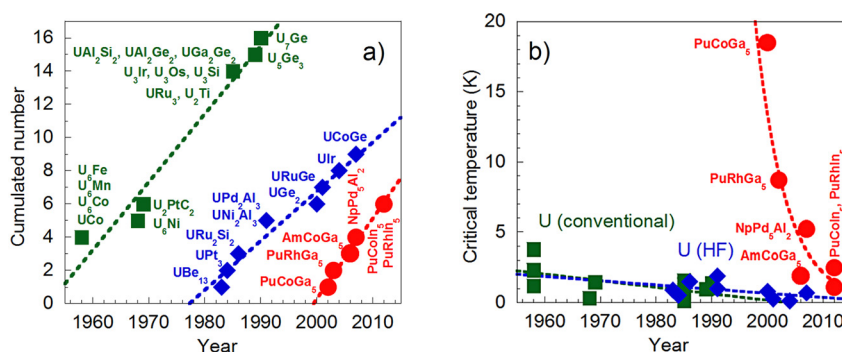 a)
Cumulated number
16
14
12
10
8
6
4
2
0
1960 1970 1980 1990 2000 2010
Year
U₇Ge
U₅Ge₃
UAl₂Si₂, UAl₂Ge₂, UGa₂Ge₂
U₃Ir, U₃Os, U₃Si
URu₃, U₂Ti
U₆Fe
U₆Mn
U₆Co
UCo
U₂PtC₂
U₆Ni
UCoGe
UIr
URuGe
UGe₂
UPd₂Al₃
UNi₂Al₃
URu₂Si₂
UPt₃
UBe₁₃
NpPd₅Al₂
AmCoGa₅
PuRhGa₅
PuCoGa₅
PuCoIn₅
PuRhIn₅
b)
Critical temperature (K)
20
15
10
5
0
1960 1970 1980 1990 2000 2010
Year
PuCoGa₅
PuRhGa₅
NpPd₅Al₂
AmCoGa₅
PuCoIn₅, PuRhIn₅
U (conventional)
U (HF)